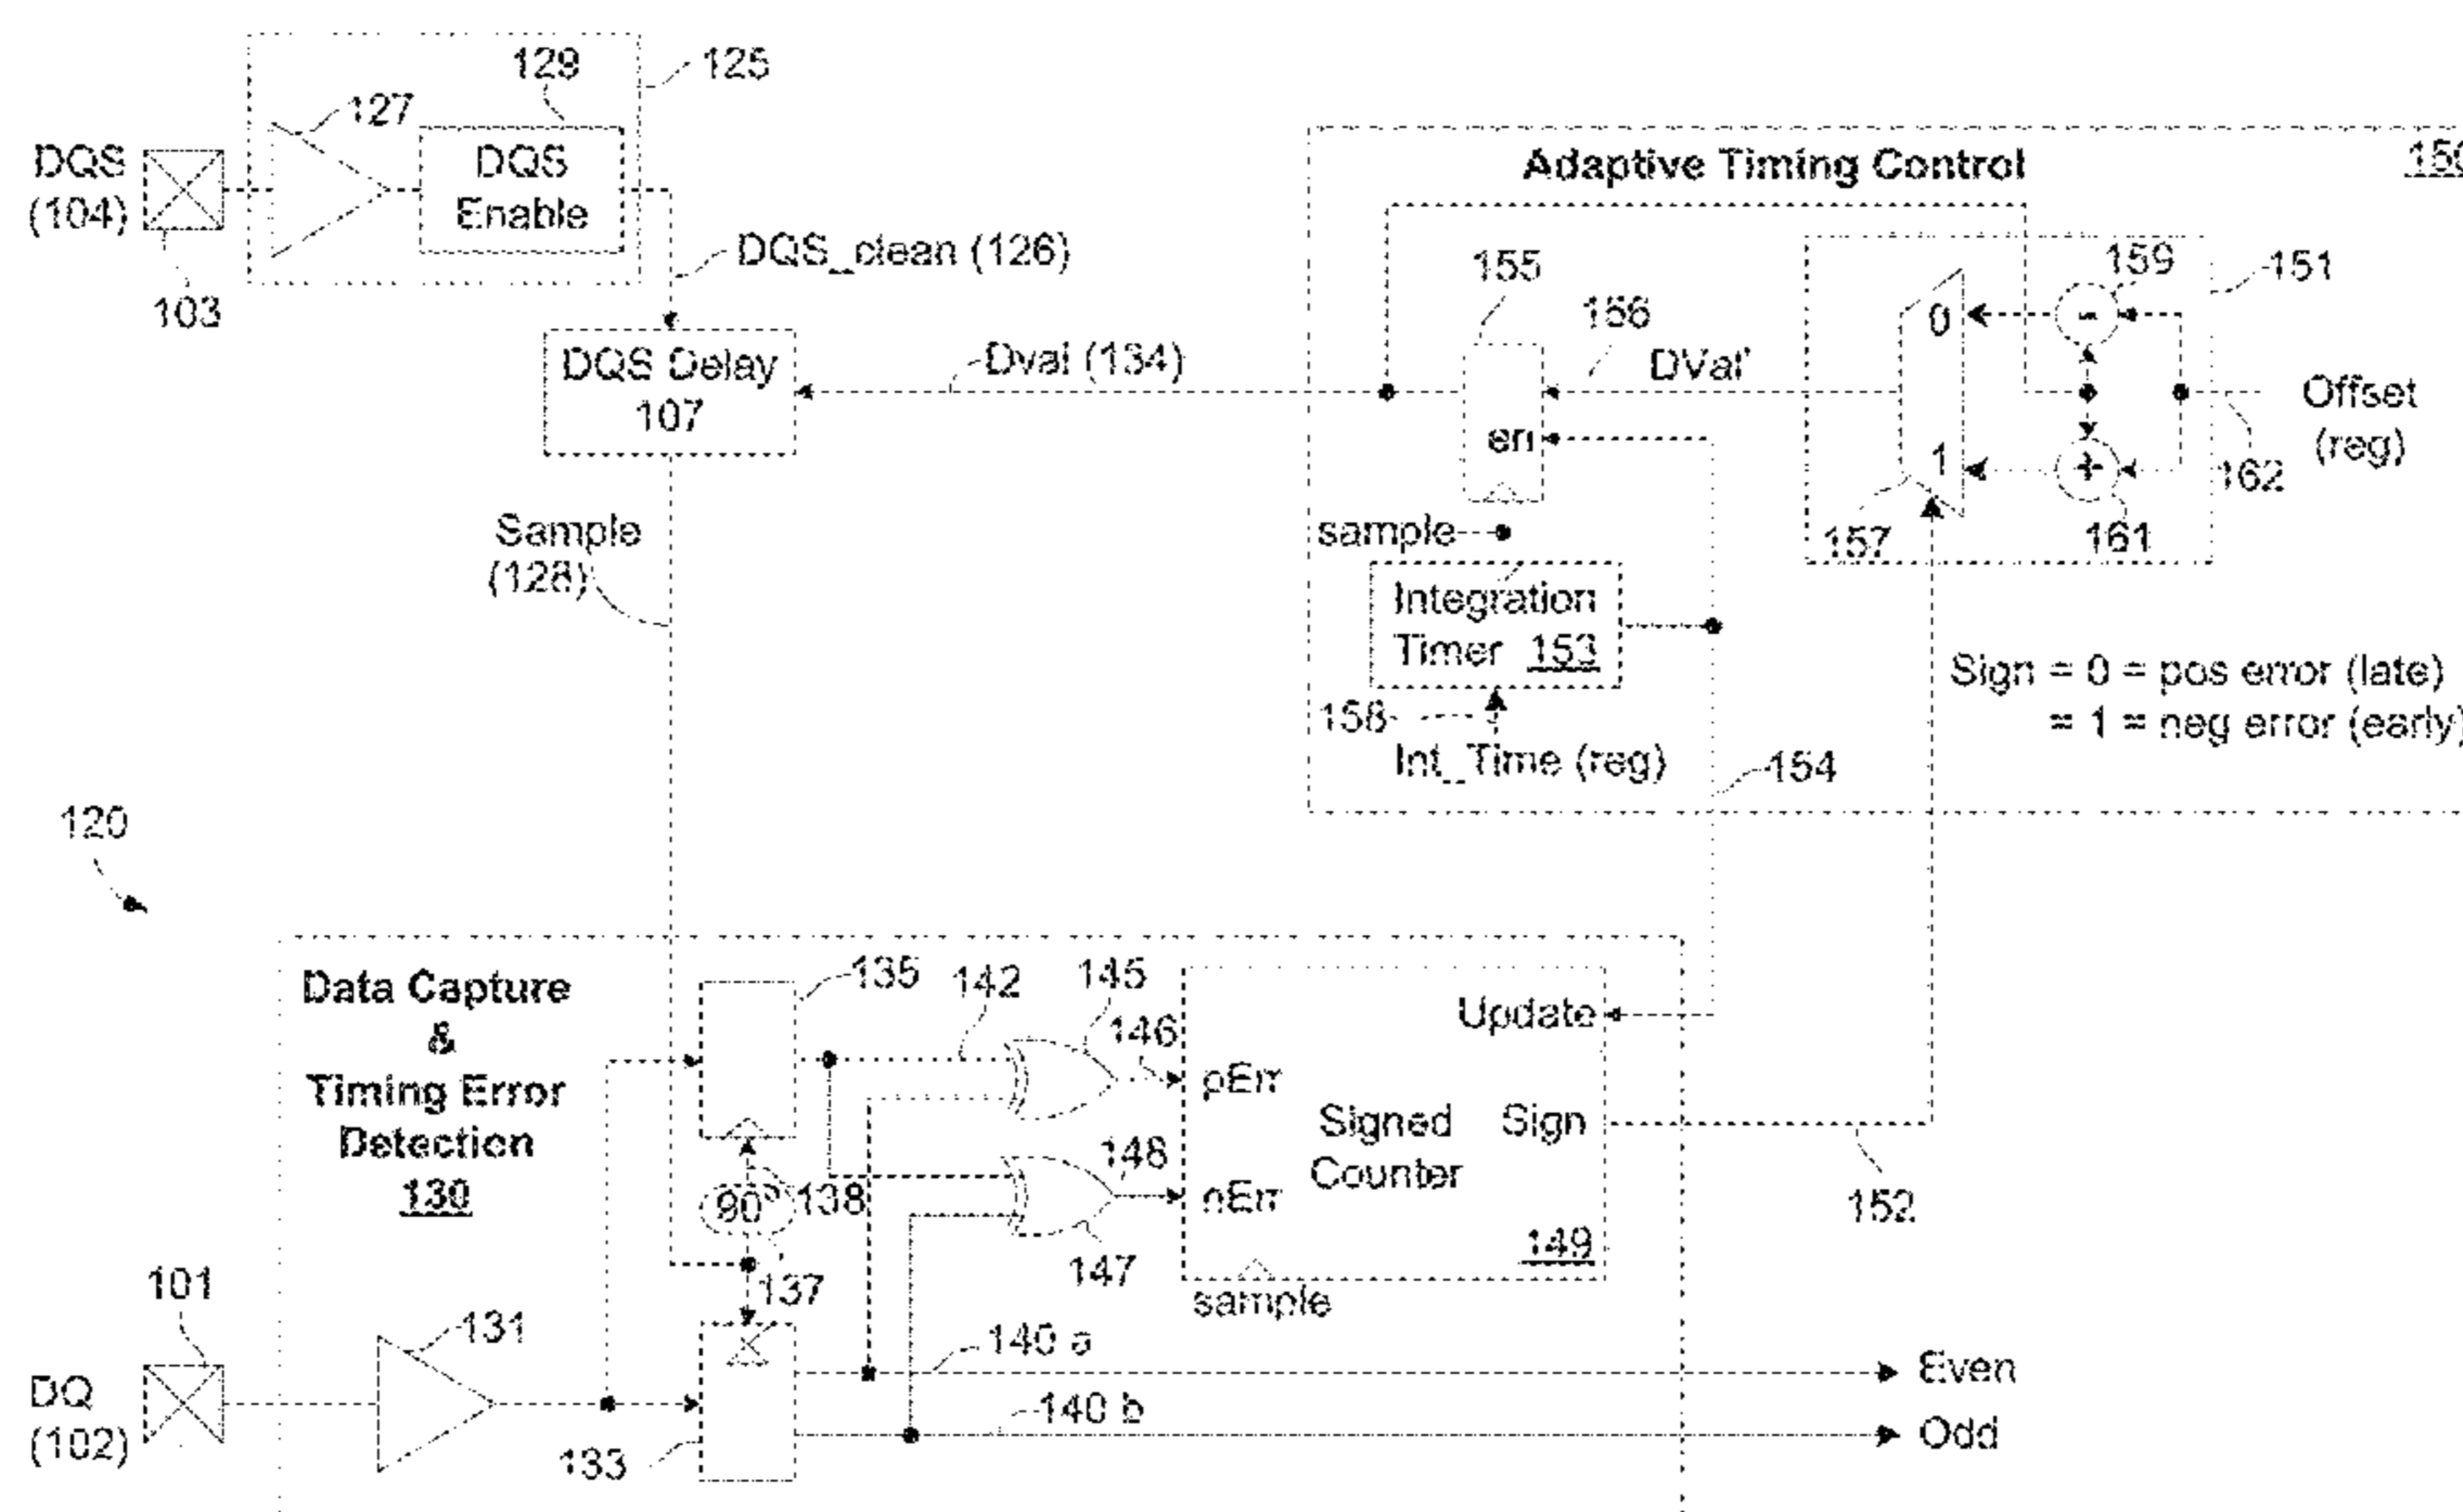 129
125
127
DQS
(104)
DQS
Enable
103
DQS_clean (126)
DQS Delay
107
Dval (134)
Sample
(128)
Adaptive Timing Control
155
156
DVal'
en
sample
Integration
Timer 153
158
Int_Time (reg)
154
159
151
0
-
1
+
157
161
162
Offset
(reg)
Sign = 0 = pos error (late)
= 1 = neg error (early)
120
Data Capture
&
Timing Error
Detection
130
135
142
145
146
Update
pErr
Signed
Counter
Sign
148
nErr
90°
138
147
149
152
137
sample
101
131
DQ
(102)
133
140 a
Even
140 b
Odd